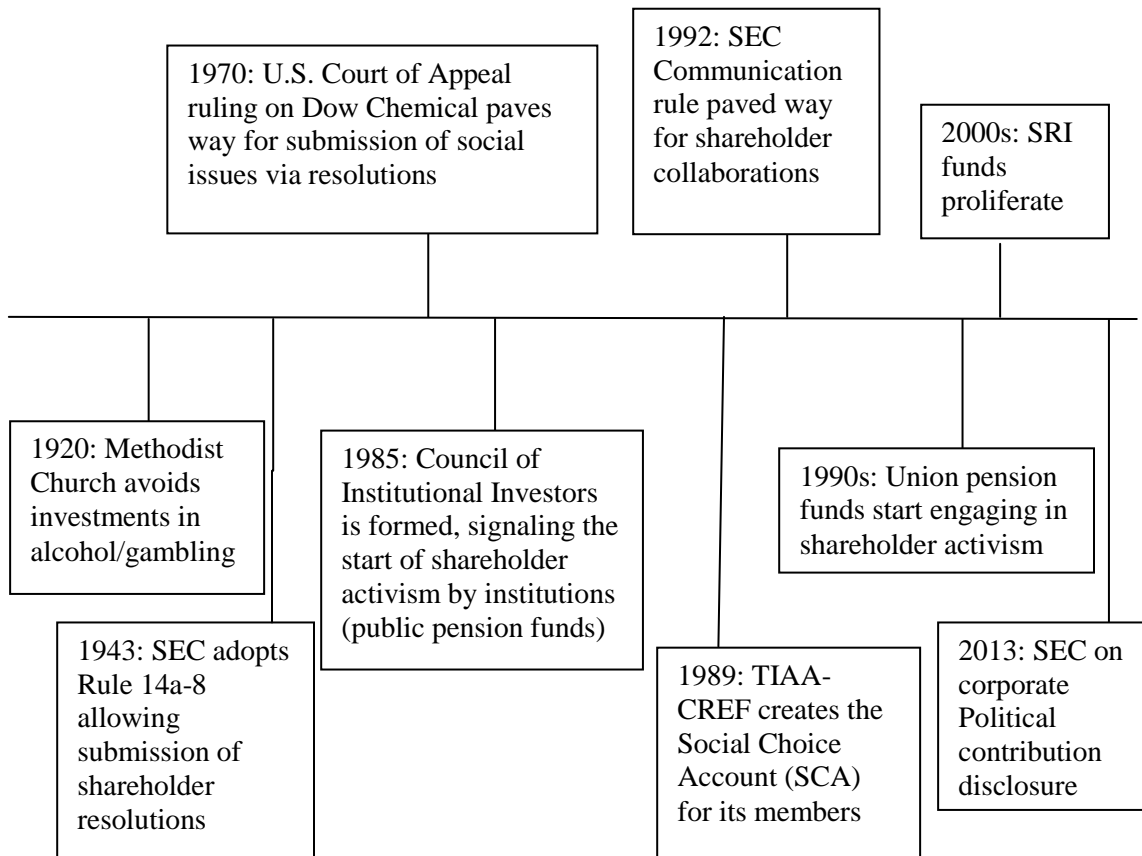 1970: U.S. Court of Appeal
ruling on Dow Chemical paves
way for submission of social
issues via resolutions
1992: SEC
Communication
rule paved way
for shareholder
collaborations
2000s: SRI
funds
proliferate
1920: Methodist
Church avoids
investments in
alcohol/gambling
1943: SEC adopts
Rule 14a-8
allowing
submission of
shareholder
resolutions
1985: Council of
Institutional Investors
is formed, signaling the
start of shareholder
activism by institutions
(public pension funds)
1989: TIAA-
CREF creates the
Social Choice
Account (SCA)
for its members
1990s: Union pension
funds start engaging in
shareholder activism
2013: SEC on
corporate
Political
contribution
disclosure